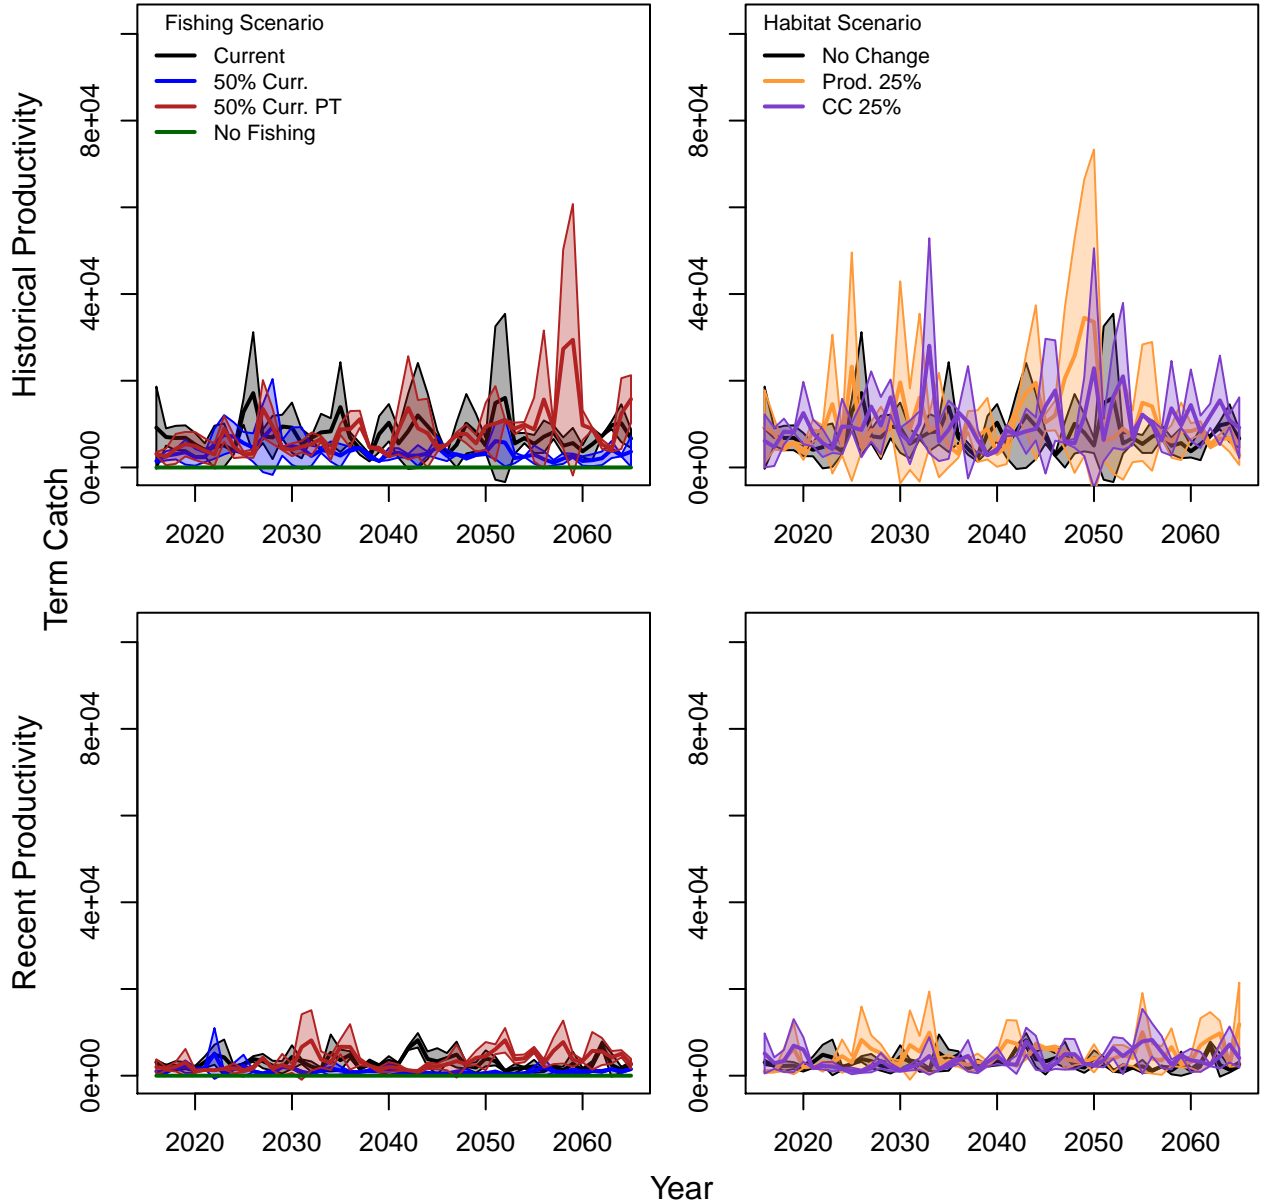 Fishing Scenario
Current
50% Curr.
50% Curr. PT
No Fishing
Habitat Scenario
No Change
Prod. 25%
CC 25%
Historical Productivity
8e+04
4e+04
0e+00
8e+04
4e+04
0e+00
2020 2030 2040 2050 2060
2020 2030 2040 2050 2060
Term Catch
Recent Productivity
8e+04
4e+04
0e+00
8e+04
4e+04
0e+00
2020 2030 2040 2050 2060
2020 2030 2040 2050 2060
Year